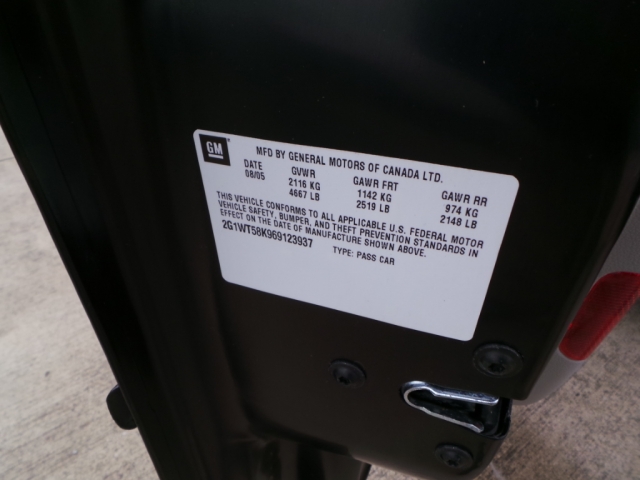 GM
MFD BY GENERAL MOTORS OF CANADA LTD.
DATE GVWR GAWR FRT GAWR RR
08/05 2116 KG 1142 KG 974 KG
4667 LB 2519 LB 2148 LB
THIS VEHICLE CONFORMS TO ALL APPLICABLE U.S. FEDERAL MOTOR
VEHICLE SAFETY, BUMPER, AND THEFT PREVENTION STANDARDS IN
EFFECT ON THE DATE OF MANUFACTURE SHOWN ABOVE.
2G1WT58K969123937
TYPE: PASS CAR